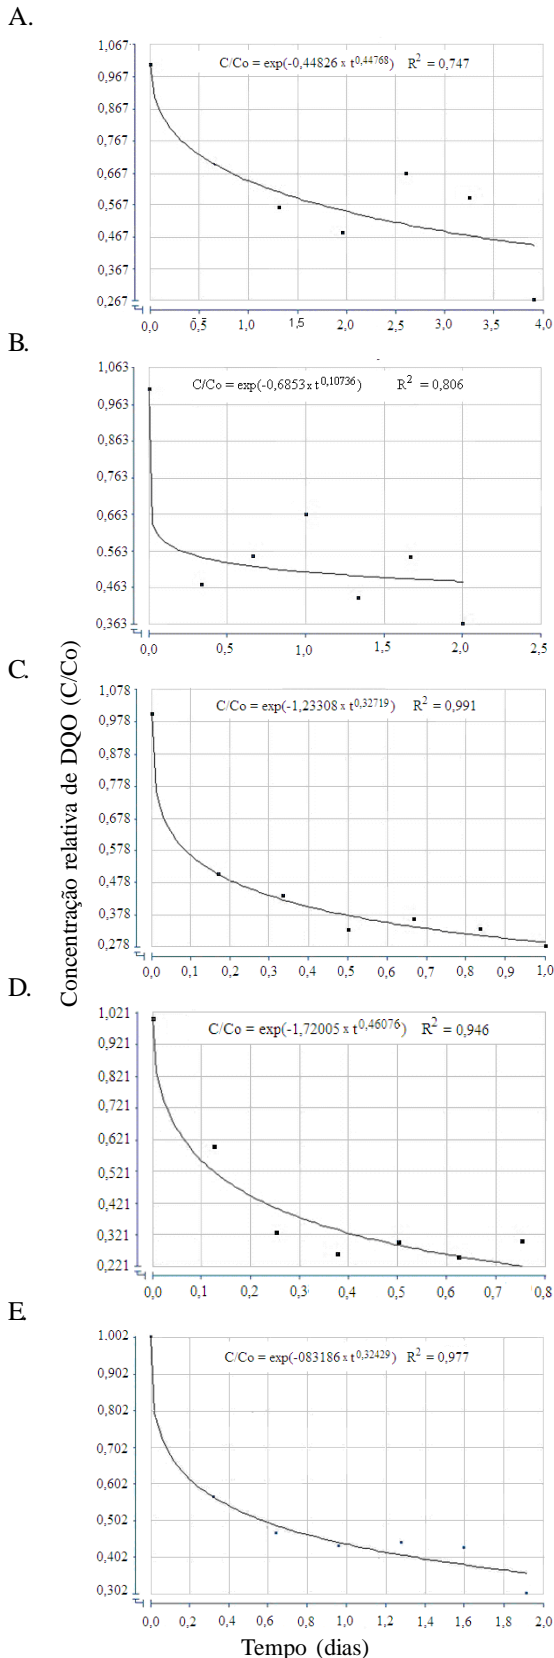 A.
C/Co = exp(-0,44826 x t^0,44768) R² = 0,747
1,067
0,967
0,867
0,767
0,667
0,567
0,467
0,367
0,267
0,0 0,5 1,0 1,5 2,0 2,5 3,0 3,5 4,0
B.
C/Co = exp(-0,6853 x t^0,10736) R² = 0,806
1,063
0,963
0,863
0,763
0,663
0,563
0,463
0,363
0,0 0,5 1,0 1,5 2,0 2,5
C.
Concentração relativa de DQO (C/Co)
C/Co = exp(-1,23308 x t^0,32719) R² = 0,991
1,078
0,978
0,878
0,778
0,678
0,578
0,478
0,378
0,278
0,0 0,1 0,2 0,3 0,4 0,5 0,6 0,7 0,8 0,9 1,0
D.
C/Co = exp(-1,72005 x t^0,46076) R² = 0,946
1,021
0,921
0,821
0,721
0,621
0,521
0,421
0,321
0,221
0,0 0,1 0,2 0,3 0,4 0,5 0,6 0,7 0,8
E.
C/Co = exp(-083186 x t^0,32429) R² = 0,977
1.002
0,902
0,802
0,702
0,602
0,502
0,402
0,302
0,0 0,2 0,4 0,6 0,8 1,0 1,2 1,4 1,6 1,8 2,0
Tempo (dias)